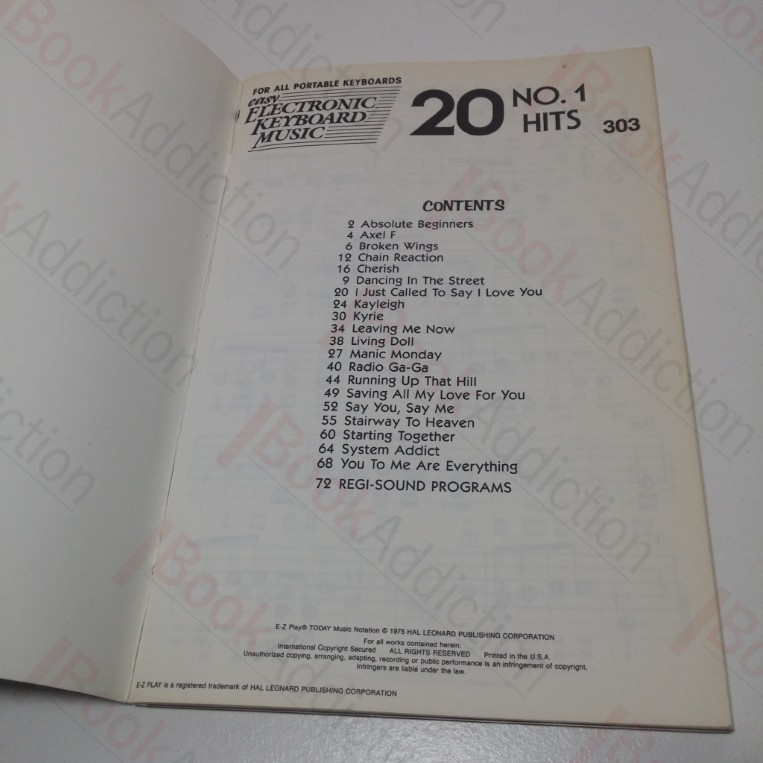 FOR ALL PORTABLE KEYBOARDS
easy
ELECTRONIC
KEYBOARD
MUSIC
20 NO. 1
HITS 303
CONTENTS
2 Absolute Beginners
4 Axel F
6 Broken Wings
12 Chain Reaction
16 Cherish
9 Dancing In The Street
20 I Just Called To Say I Love You
24 Kayleigh
30 Kyrie
34 Leaving Me Now
38 Living Doll
27 Manic Monday
40 Radio Ga-Ga
44 Running Up That Hill
49 Saving All My Love For You
52 Say You, Say Me
55 Stairway To Heaven
60 Starting Together
64 System Addict
68 You To Me Are Everything
72 REGI-SOUND PROGRAMS
E-Z Play® TODAY Music Notation © 1975 HAL LEONARD PUBLISHING CORPORATION
For all works contained herein:
International Copyright Secured ALL RIGHTS RESERVED Printed in the U.S.A.
Unauthorized copying, arranging, adapting, recording or public performance is an infringement of copyright.
Infringers are liable under the law.
E-Z PLAY is a registered trademark of HAL LEONARD PUBLISHING CORPORATION
BookAddiction